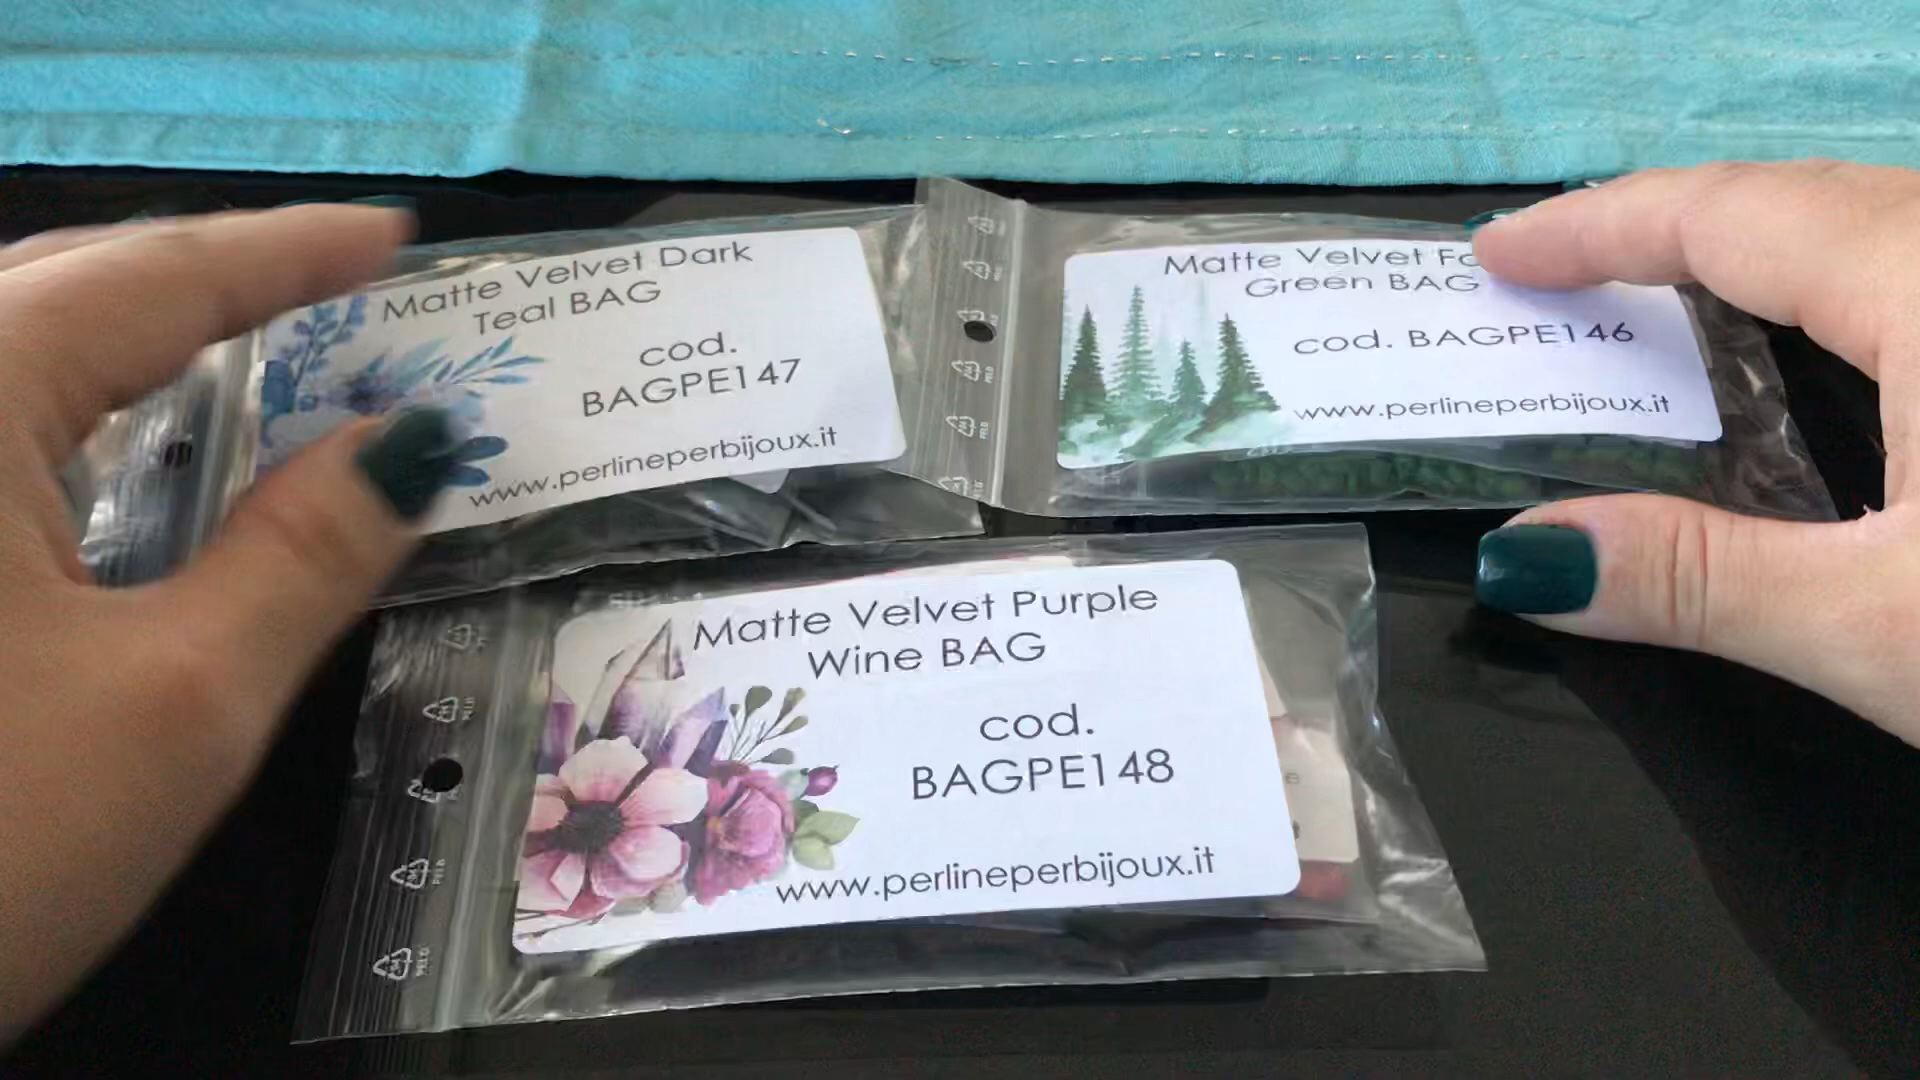 Matte Velvet Dark
Teal BAG
cod.
BAGPE147
www.perlineperbijoux.it
Matte Velvet
Green BAG
cod. BAGPE146
www.perlineperbijoux.it
Matte Velvet Purple
Wine BAG
cod.
BAGPE148
www.perlineperbijoux.it